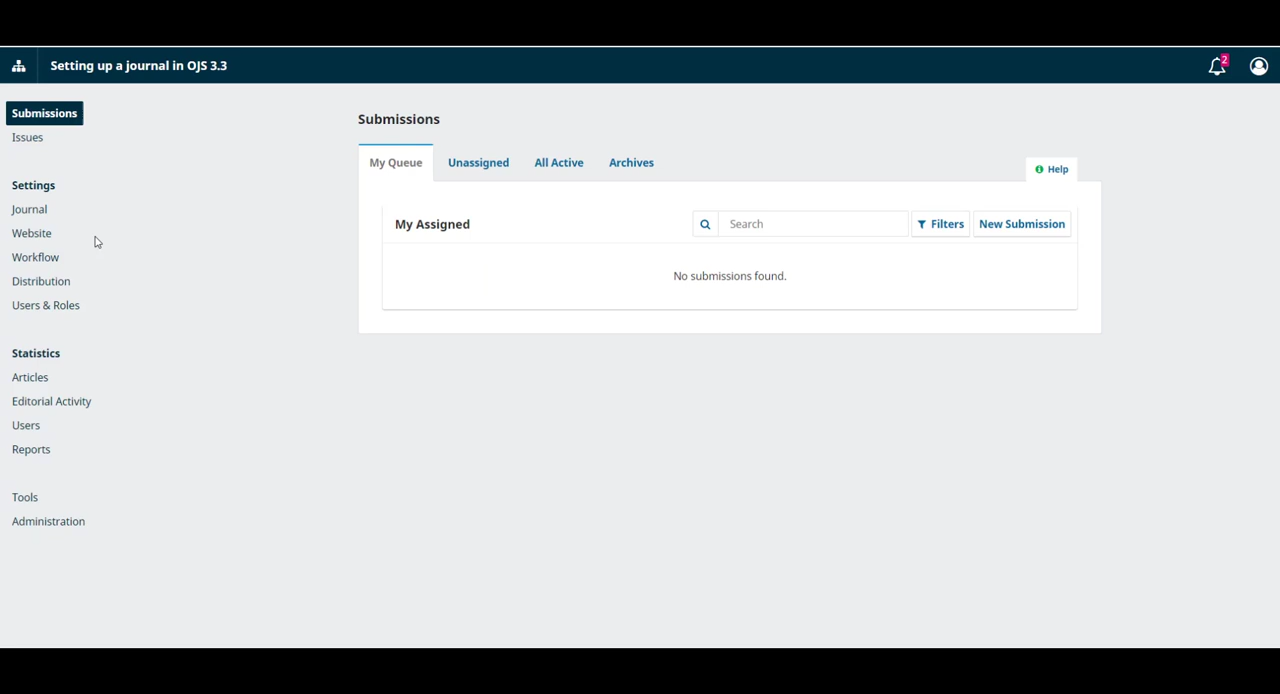 Setting up a journal in OJS 3.3
2
Submissions
Issues
Settings
Journal
Website
Workflow
Distribution
Users & Roles
Statistics
Articles
Editorial Activity
Users
Reports
Tools
Administration
Submissions
My Queue Unassigned All Active Archives
Help
My Assigned Search Filters New Submission
No submissions found.